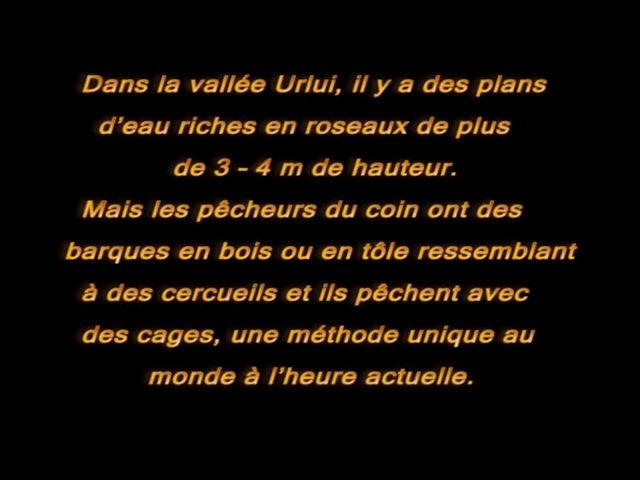 Dans la vallée Urlui, il y a des plans
d'eau riches en roseaux de plus
de 3 - 4 m de hauteur.
Mais les pêcheurs du coin ont des
barques en bois ou en tôle ressemblant
à des cercueils et ils pêchent avec
des cages, une méthode unique au
monde à l'heure actuelle.